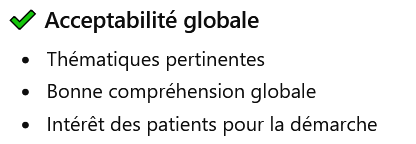 Acceptabilité globale
• Thématiques pertinentes
• Bonne compréhension globale
• Intérêt des patients pour la démarche